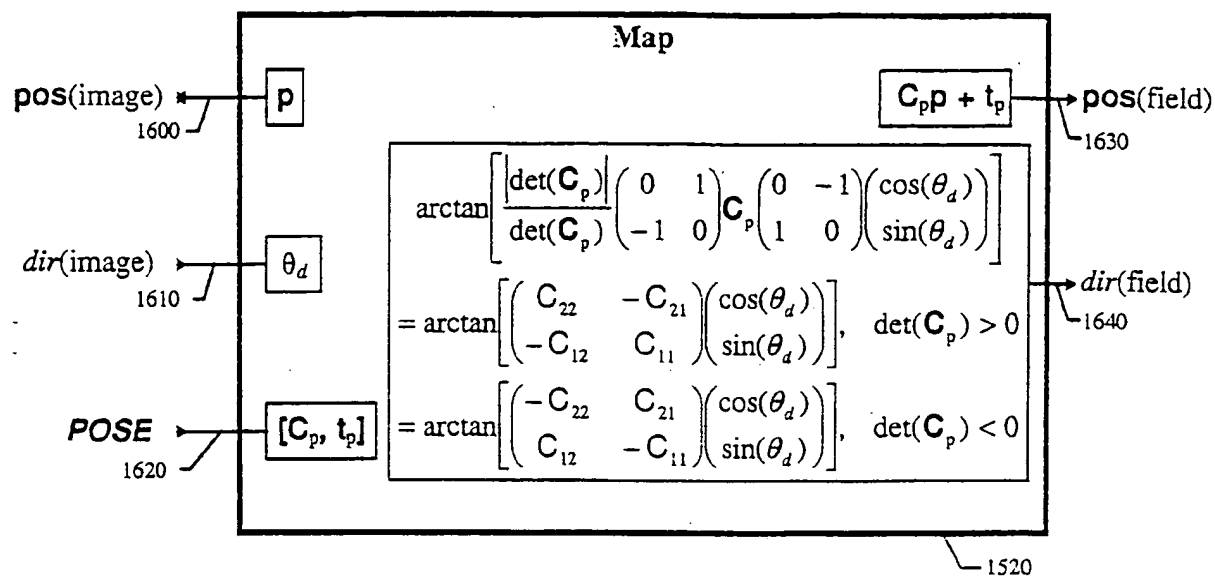 Map
pos(image) p
1600
C_p p + t_p pos(field)
1630
arctan[ |det(C_p)| / det(C_p) ( 0 1 ; -1 0 ) C_p ( 0 -1 ; 1 0 ) ( cos(θ_d) ; sin(θ_d) ) ]
dir(image) θ_d
1610
= arctan[ ( C_22 -C_21 ; -C_12 C_11 ) ( cos(θ_d) ; sin(θ_d) ) ], det(C_p) > 0
dir(field)
1640
= arctan[ ( -C_22 C_21 ; C_12 -C_11 ) ( cos(θ_d) ; sin(θ_d) ) ], det(C_p) < 0
POSE [C_p, t_p]
1620
1520